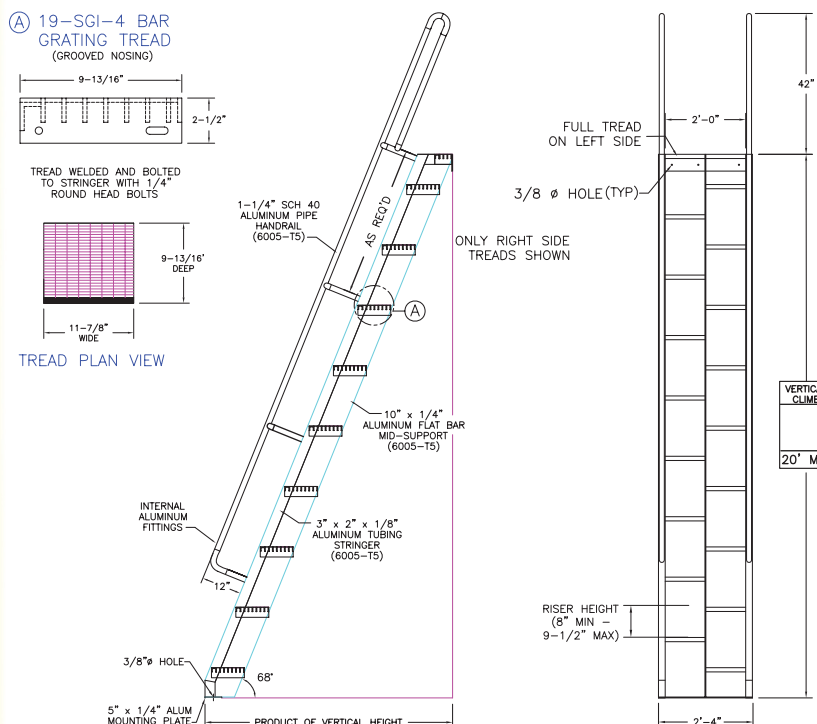 A 19-SGI-4 BAR
GRATING TREAD
(GROOVED NOSING)
9-13/16"
2-1/2"
TREAD WELDED AND BOLTED
TO STRINGER WITH 1/4"
ROUND HEAD BOLTS
9-13/16'
DEEP
11-7/8"
WIDE
TREAD PLAN VIEW
1-1/4" SCH 40
ALUMINUM PIPE
HANDRAIL
(6005-T5)
AS REQ'D
ONLY RIGHT SIDE
TREADS SHOWN
A
10" x 1/4"
ALUMINUM FLAT BAR
MID-SUPPORT
(6005-T5)
INTERNAL
ALUMINUM
FITTINGS
3" x 2" x 1/8"
ALUMINUM TUBING
STRINGER
(6005-T5)
12"
3/8"ø HOLE
68°
5" x 1/4" ALUM
MOUNTING PLATE
PRODUCT OF VERTICAL HEIGHT
42"
2'-0"
FULL TREAD
ON LEFT SIDE
3/8 ø HOLE (TYP)
VERTICA
CLIMB
20' M
RISER HEIGHT
(8" MIN -
9-1/2" MAX)
2'-4"